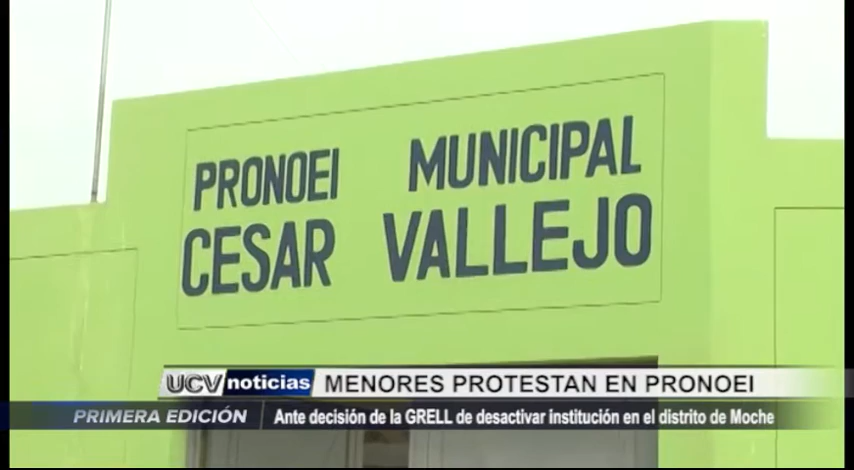 PRONOEI MUNICIPAL
CESAR VALLEJO
UCV noticias MENORES PROTESTAN EN PRONOEI
PRIMERA EDICIÓN Ante decisión de la GRELL de desactivar institución en el distrito de Moche